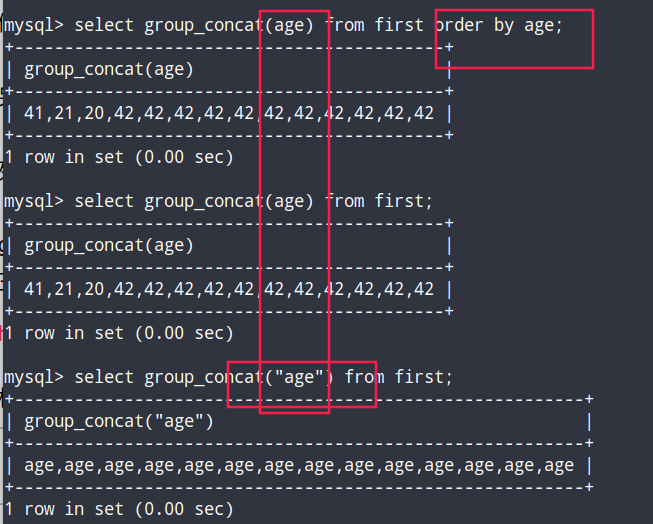 mysql> select group_concat(age) from first order by age;
+-------------------------------------------+
| group_concat(age)                         |
+-------------------------------------------+
| 41,21,20,42,42,42,42,42,42,42,42,42,42,42 |
+-------------------------------------------+
1 row in set (0.00 sec)
mysql> select group_concat(age) from first;
+-------------------------------------------+
| group_concat(age)                         |
+-------------------------------------------+
| 41,21,20,42,42,42,42,42,42,42,42,42,42,42 |
+-------------------------------------------+
1 row in set (0.00 sec)
mysql> select group_concat("age") from first;
+---------------------------------------------------------+
| group_concat("age")                                     |
+---------------------------------------------------------+
| age,age,age,age,age,age,age,age,age,age,age,age,age,age |
+---------------------------------------------------------+
1 row in set (0.00 sec)